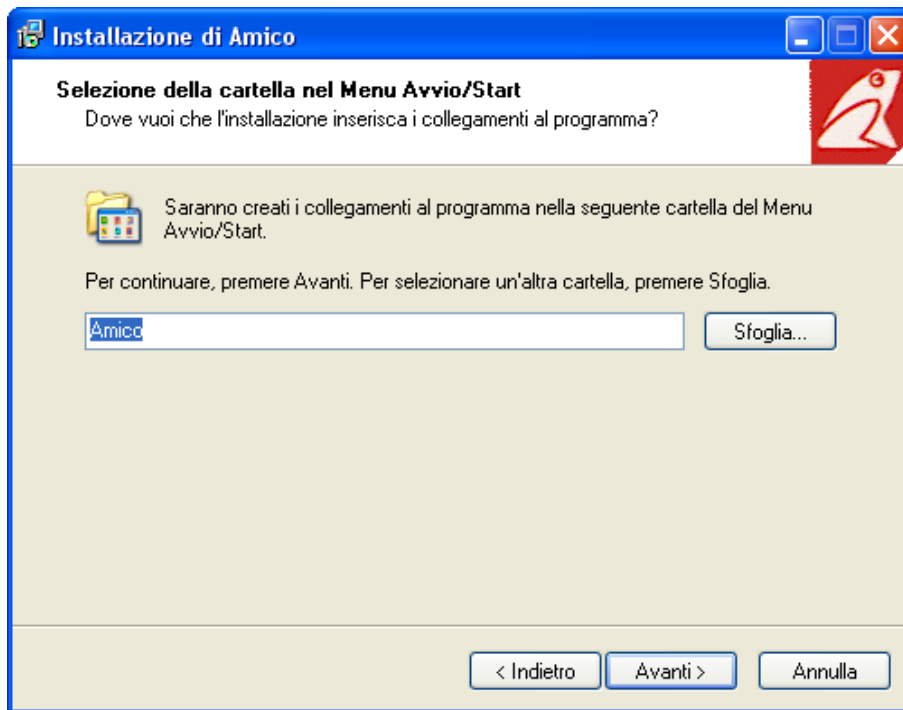 Installazione di Amico
Selezione della cartella nel Menu Avvio/Start
Dove vuoi che l'installazione inserisca i collegamenti al programma?
Saranno creati i collegamenti al programma nella seguente cartella del Menu
Avvio/Start.
Per continuare, premere Avanti. Per selezionare un'altra cartella, premere Sfoglia.
Amico
Sfoglia...
< Indietro
Avanti >
Annulla